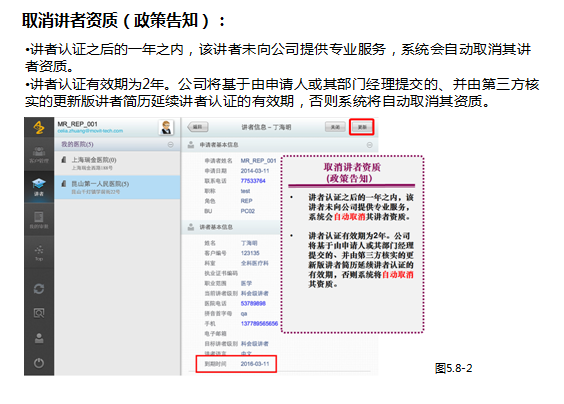 取消讲者资质（政策告知）：
•讲者认证之后的一年之内，该讲者未向公司提供专业服务，系统会自动取消其讲
者资质。
•讲者认证有效期为2年。公司将基于由申请人或其部门经理提交的、并由第三方核
实的更新版讲者简历延续讲者认证的有效期，否则系统将自动取消其资质。
MR_REP_001
讲者信息 – 丁海明
更新
我的医院(5)
上海瑞金医院(0)
昆山第一人民医院(5)
讲者
申请者基本信息
申请者姓名 MR_REP_001
申请日期 2014-03-11
联系电话 77533764
职称 test
角色 REP
BU PC02
讲者基本信息
姓名 丁海明
客户编号 123135
科室 全科医疗科
执业证书编码
职业范围 医学
当前讲者级别 科会级讲者
医院电话 53789898
拼音首字母 qa
手机 137789565656
电子邮箱
目标讲者级别 科会级讲者
讲者语言 中文
到期时间 2016-03-11
取消讲者资质
(政策告知)
• 讲者认证之后的一年之内，该
讲者未向公司提供专业服务，
系统会自动取消其讲者资质。
• 讲者认证有效期为2年。公司
将基于由申请人或其部门经理
提交的、并由第三方核实的更
新版讲者简历延续讲者认证的
有效期，否则系统将自动取消
其资质。
图5.8-2